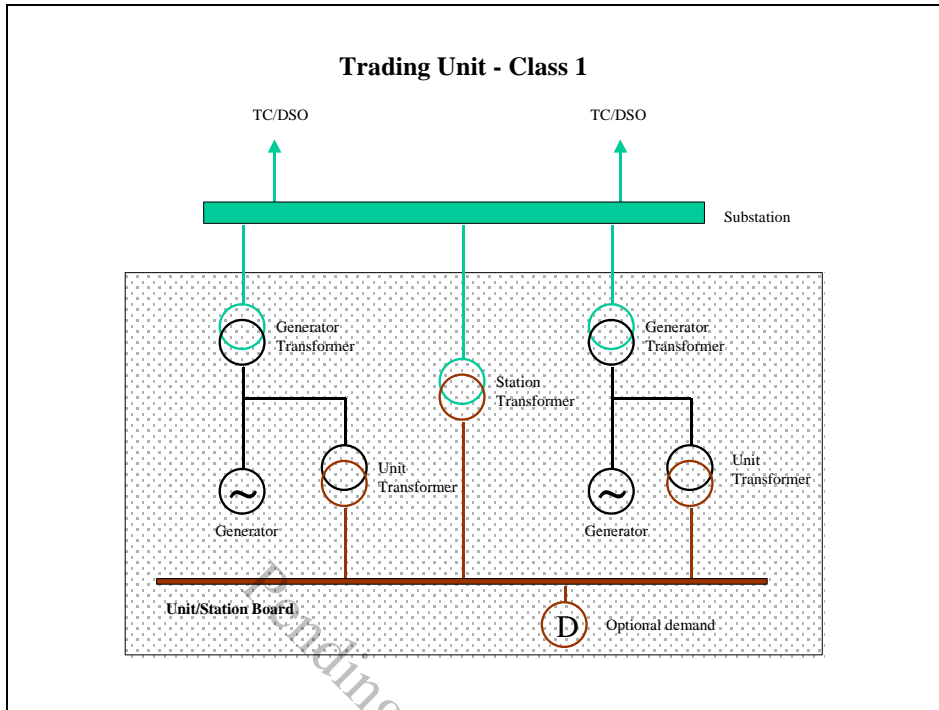 Trading Unit - Class 1
TC/DSO
TC/DSO
Substation
Generator
Transformer
Generator
Transformer
Station
Transformer
Unit
Transformer
Unit
Transformer
~
Generator
~
Generator
Unit/Station Board
D
Optional demand
Pending